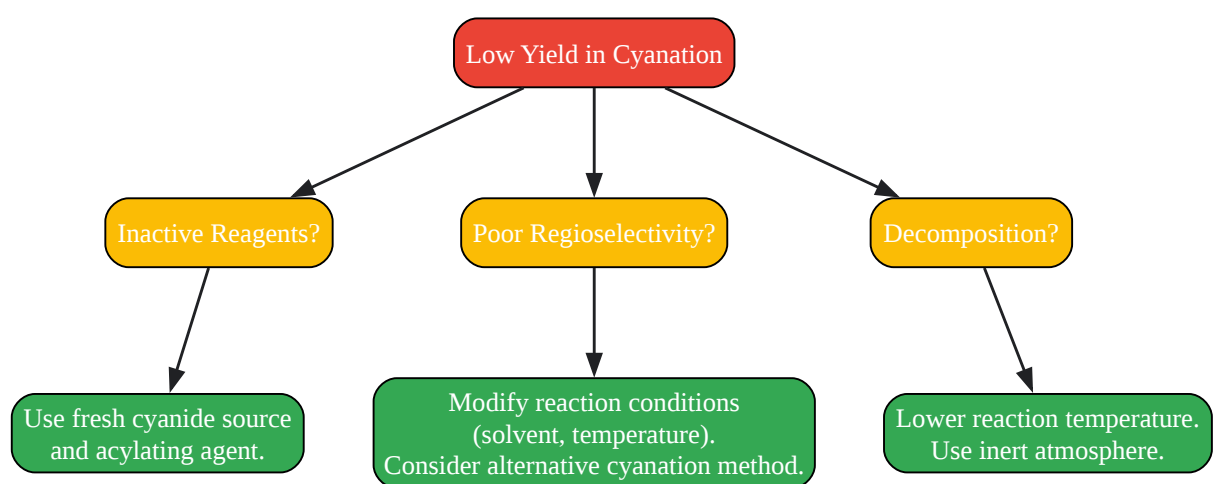 Low Yield in Cyanation
Inactive Reagents?
Poor Regioselectivity?
Decomposition?
Use fresh cyanide source
and acylating agent.
Modify reaction conditions
(solvent, temperature).
Consider alternative cyanation method.
Lower reaction temperature.
Use inert atmosphere.